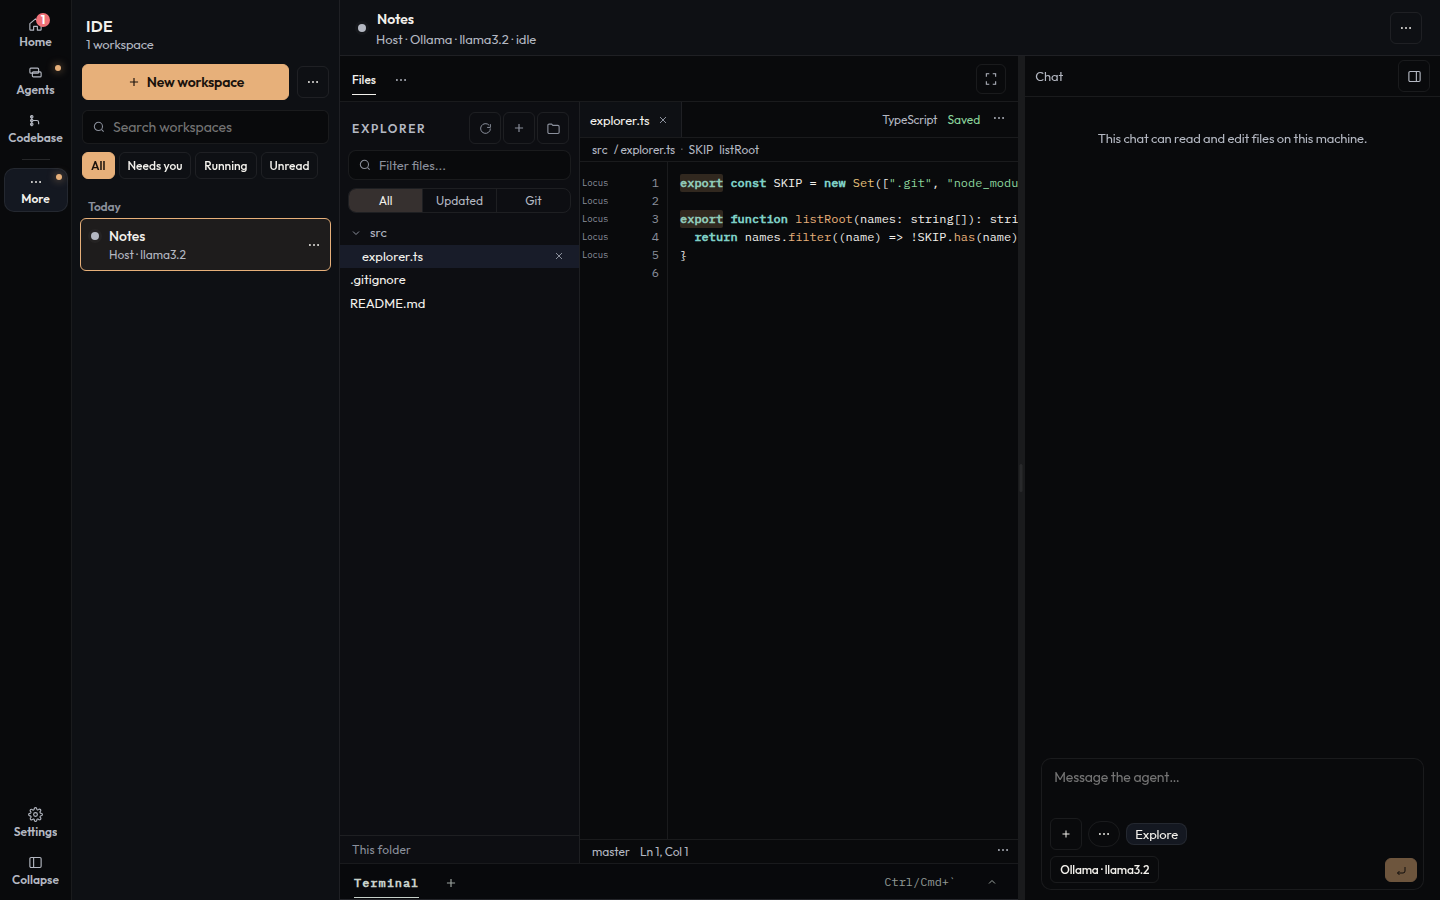 1
Home
Agents
Codebase
More
Settings
Collapse
IDE
1 workspace
+ New workspace
Search workspaces
All
Needs you
Running
Unread
Today
Notes
Host · llama3.2
Notes
Host · Ollama · llama3.2 · idle
Files
EXPLORER
Filter files...
All
Updated
Git
src
explorer.ts
.gitignore
README.md
This folder
explorer.ts
TypeScript
Saved
src / explorer.ts · SKIP listRoot
Locus 1 export const SKIP = new Set([".git", "node_modu
Locus 2
Locus 3 export function listRoot(names: string[]): stri
Locus 4 return names.filter((name) => !SKIP.has(name)
Locus 5 }
6
master Ln 1, Col 1
Terminal
Ctrl/Cmd+`
Chat
This chat can read and edit files on this machine.
Message the agent...
Explore
Ollama · llama3.2